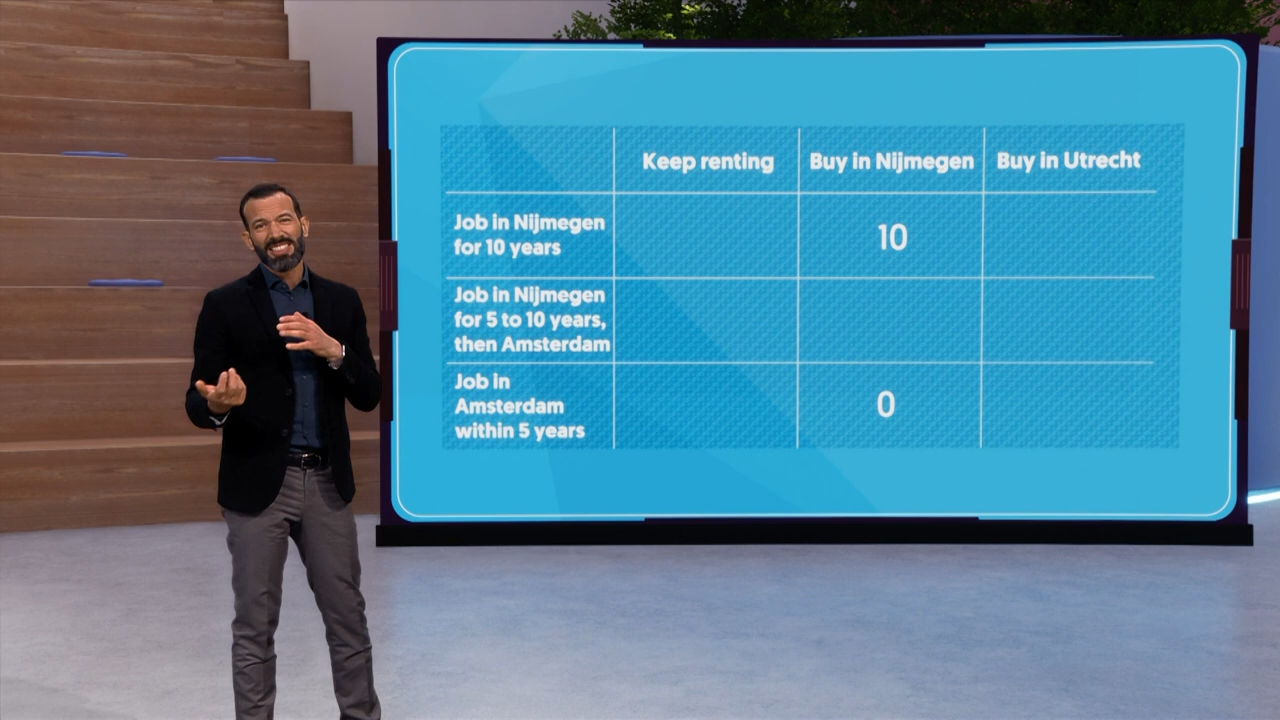 Keep renting Buy in Nijmegen Buy in Utrecht
Job in Nijmegen
for 10 years
10
Job in Nijmegen
for 5 to 10 years,
then Amsterdam
Job in
Amsterdam
within 5 years
0